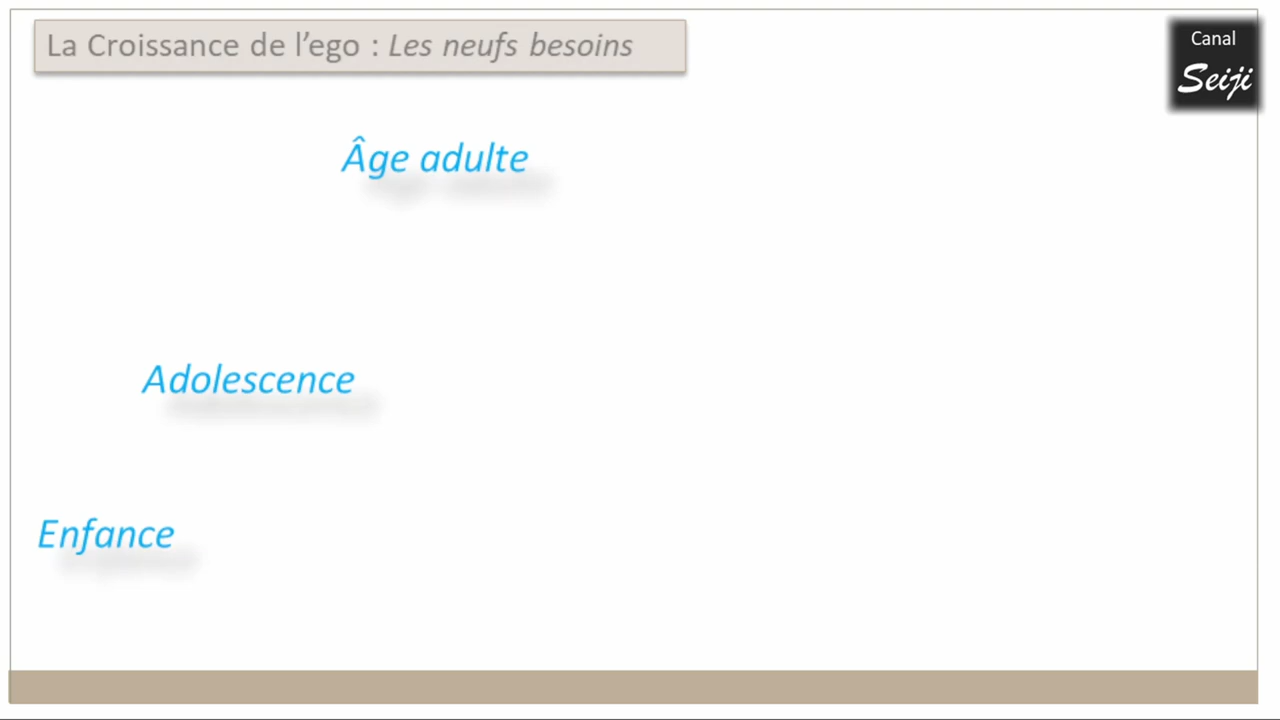 La Croissance de l’ego : Les neufs besoins
Canal
Seiji
Âge adulte
Adolescence
Enfance